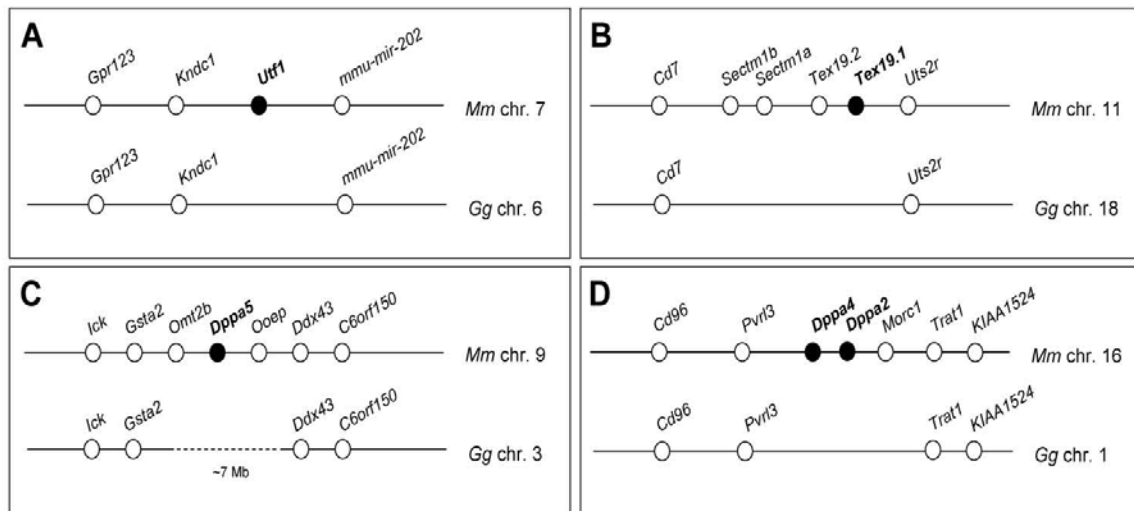 A
Gpr123 Kndc1 Utf1 mmu-mir-202
Mm chr. 7
Gpr123 Kndc1 mmu-mir-202
Gg chr. 6
B
Cd7 Sectm1b Sectm1a Tex19.2 Tex19.1 Uts2r
Mm chr. 11
Cd7 Uts2r
Gg chr. 18
C
Ick Gsta2 Omt2b Dppa5 Ooep Ddx43 C6orf150
Mm chr. 9
Ick Gsta2 Ddx43 C6orf150
~7 Mb
Gg chr. 3
D
Cd96 Pvrl3 Dppa4 Dppa2 Morc1 Trat1 KIAA1524
Mm chr. 16
Cd96 Pvrl3 Trat1 KIAA1524
Gg chr. 1